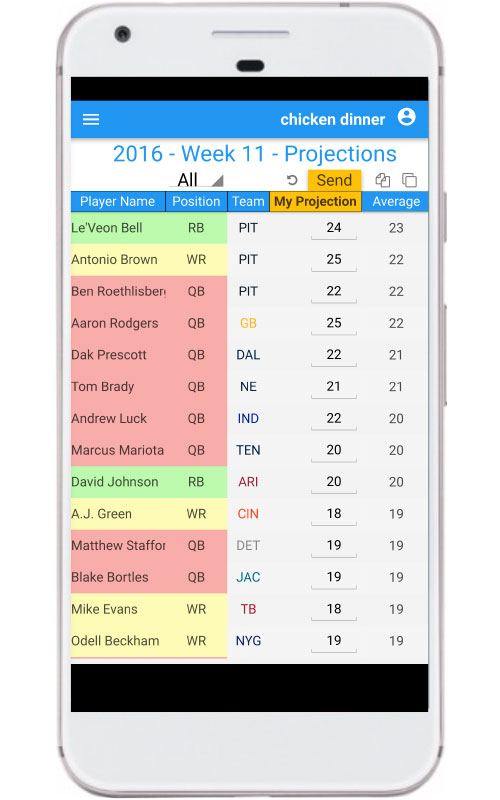 chicken dinner
2016 - Week 11 - Projections
All Send
Player Name Position Team My Projection Average
Le'Veon Bell RB PIT 24 23
Antonio Brown WR PIT 25 22
Ben Roethlisber QB PIT 22 22
Aaron Rodgers QB GB 25 22
Dak Prescott QB DAL 22 21
Tom Brady QB NE 21 21
Andrew Luck QB IND 22 20
Marcus Mariota QB TEN 20 20
David Johnson RB ARI 20 20
A.J. Green WR CIN 18 19
Matthew Staffor QB DET 19 19
Blake Bortles QB JAC 19 19
Mike Evans WR TB 18 19
Odell Beckham WR NYG 19 19